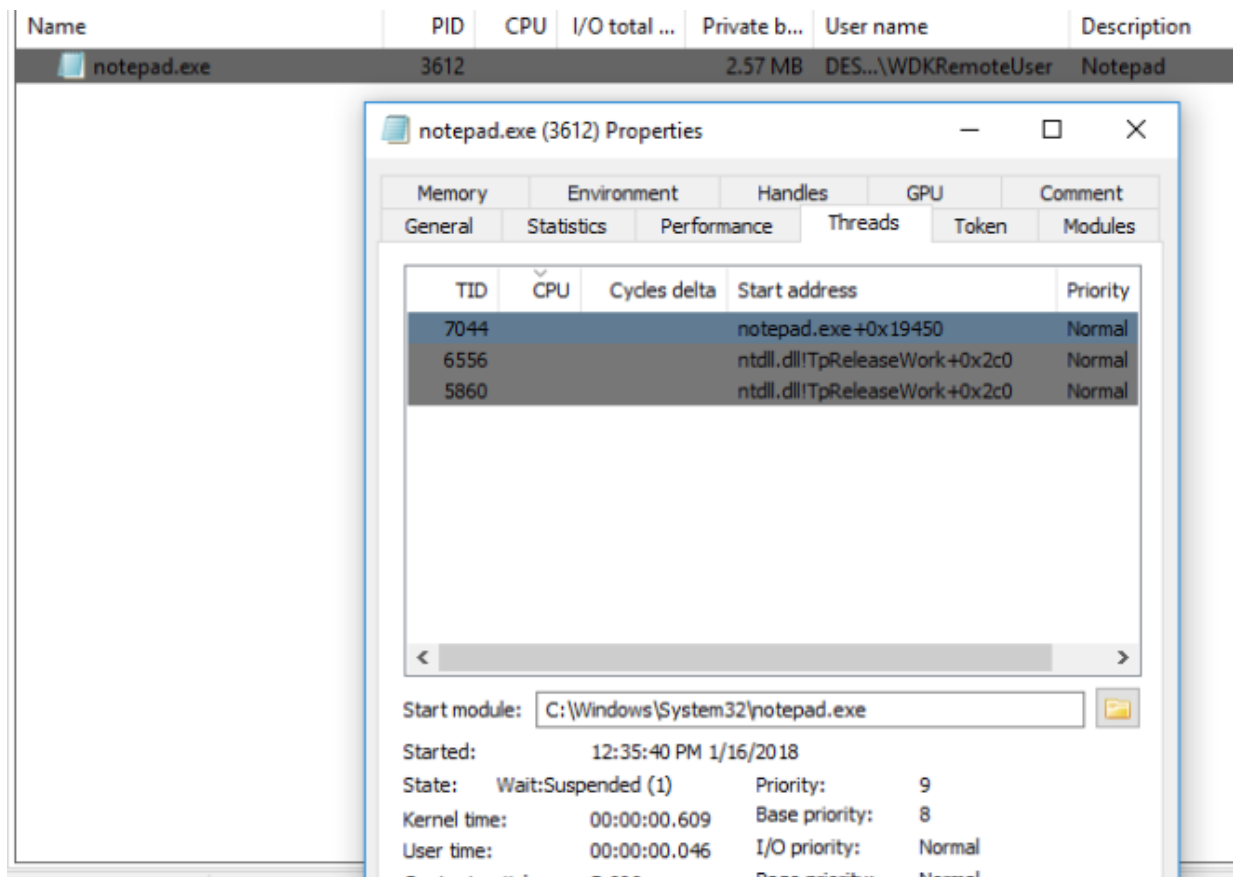 Name PID CPU I/O total ... Private b... User name Description
notepad.exe 3612 2.57 MB DES...\WDKRemoteUser Notepad
notepad.exe (3612) Properties
Memory Environment Handles GPU Comment
General Statistics Performance Threads Token Modules
TID CPU Cycles delta Start address Priority
7044 notepad.exe+0x19450 Normal
6556 ntdll.dll!TpReleaseWork+0x2c0 Normal
5860 ntdll.dll!TpReleaseWork+0x2c0 Normal
Start module: C:\Windows\System32\notepad.exe
Started: 12:35:40 PM 1/16/2018
State: Wait:Suspended (1) Priority: 9
Kernel time: 00:00:00.609 Base priority: 8
User time: 00:00:00.046 I/O priority: Normal